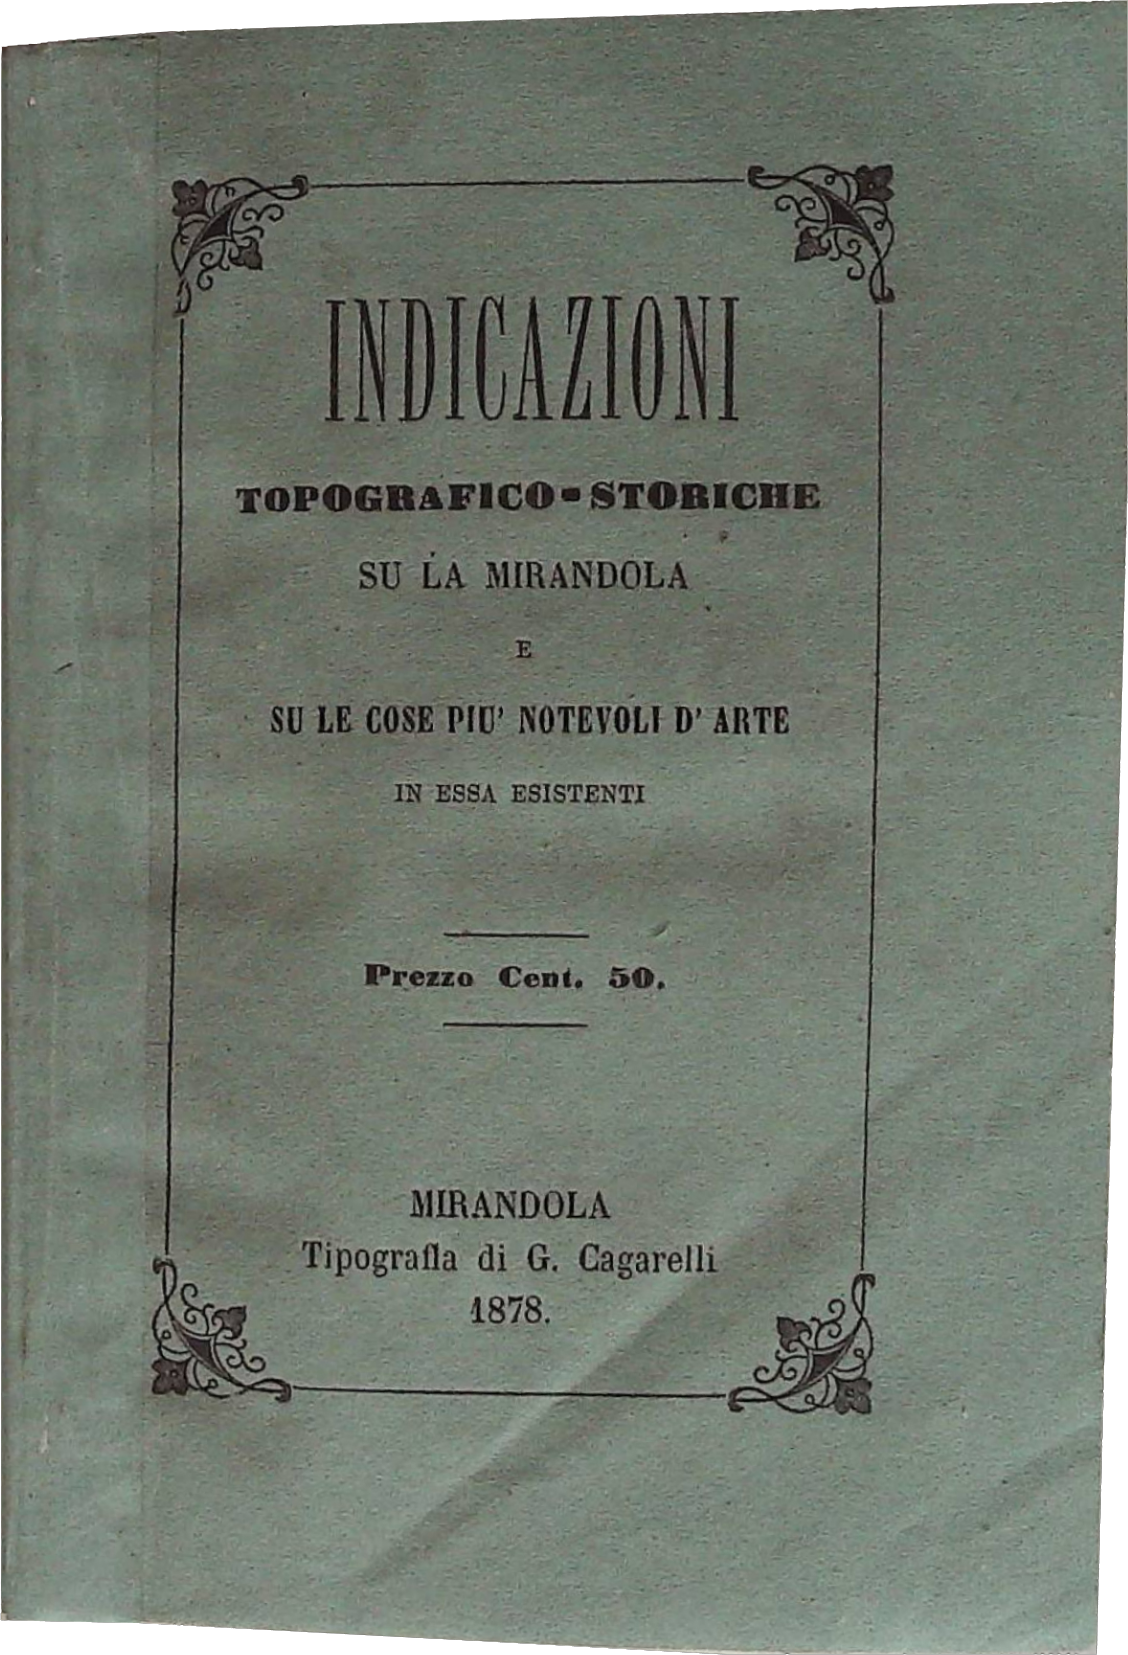 INDICAZIONI
TOPOGRAFICO-STORICHE
SU LA MIRANDOLA
E
SU LE COSE PIU' NOTEVOLI D' ARTE
IN ESSA ESISTENTI
Prezzo Cent. 50.
MIRANDOLA
Tipografia di G. Cagarelli
1878.